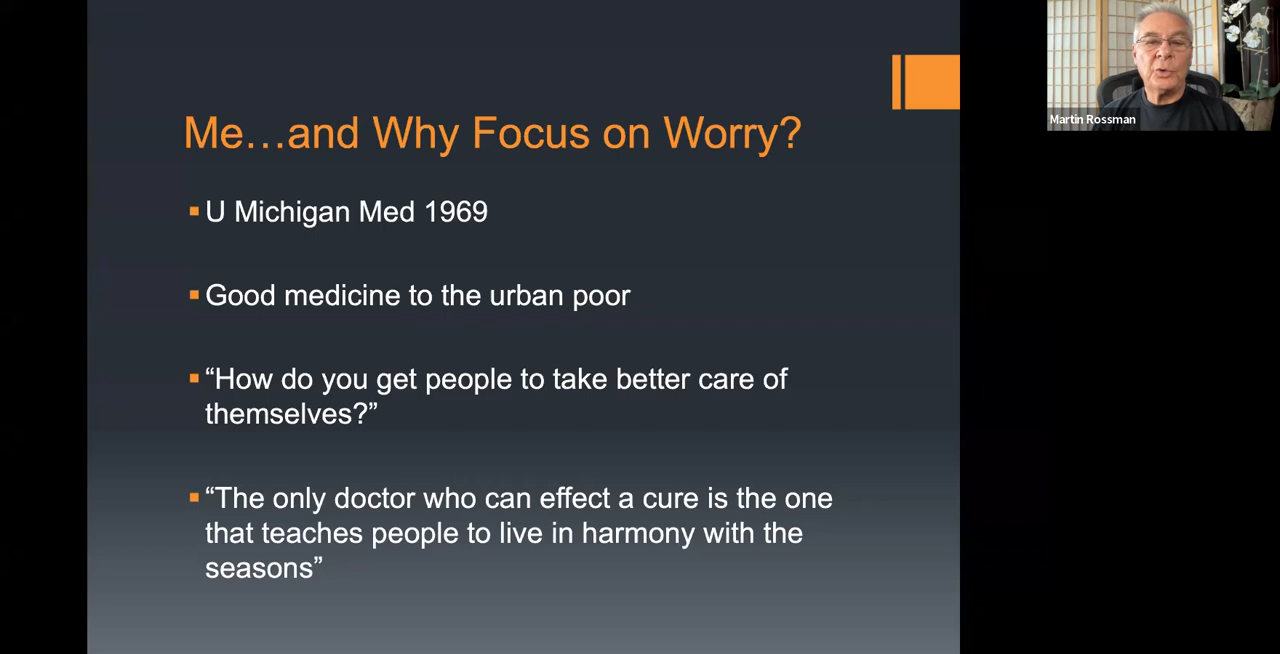 Me…and Why Focus on Worry?
U Michigan Med 1969
Good medicine to the urban poor
“How do you get people to take better care of
themselves?”
“The only doctor who can effect a cure is the one
that teaches people to live in harmony with the
seasons”
Martin Rossman